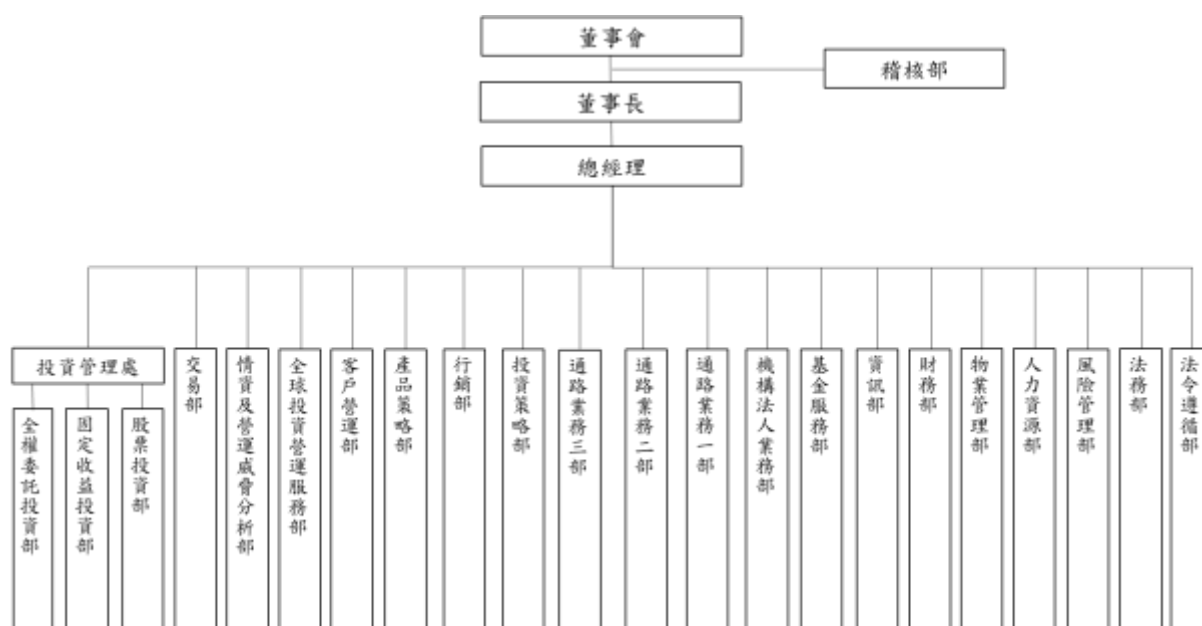 董事會
稽核部
董事長
總經理
投資管理處
全權委託投資部
固定收益投資部
股票投資部
交易部
情資及營運威脅分析部
全球投資營運服務部
客戶營運部
產品策略部
行銷部
投資策略部
通路業務三部
通路業務二部
通路業務一部
機構法人業務部
基金服務部
資訊部
財務部
物業管理部
人力資源部
風險管理部
法務部
法令遵循部